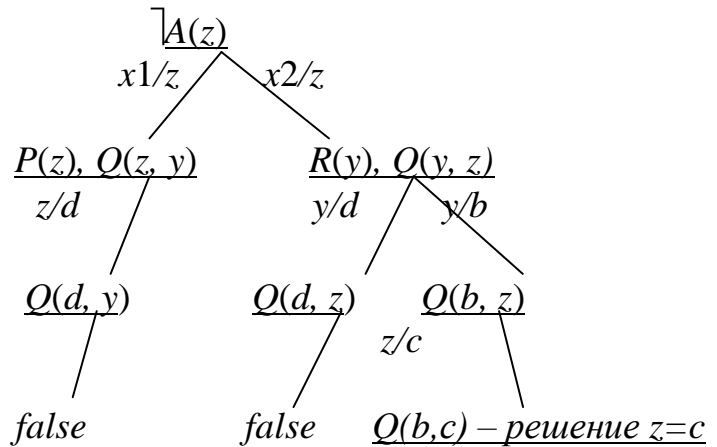 ⌉A(z)
x1/z x2/z
P(z), Q(z, y) R(y), Q(y, z)
z/d y/d y/b
Q(d, y) Q(d, z) Q(b, z)
z/c
false false Q(b,c) – решение z=c